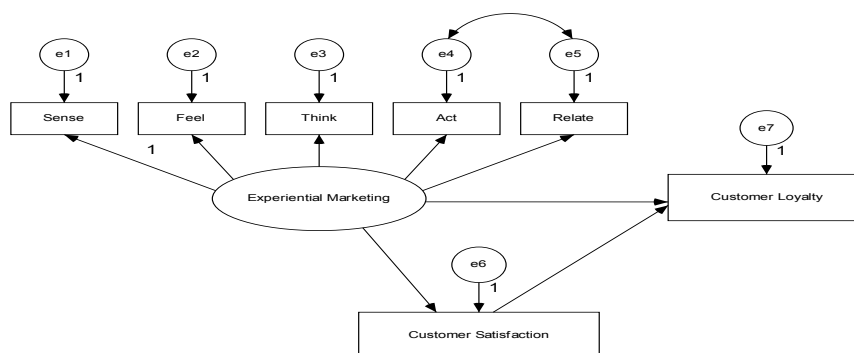 e1
e2
e3
e4
e5
1
1
1
1
1
Sense
Feel
Think
Act
Relate
e7
1
1
Experiential Marketing
Customer Loyalty
e6
1
Customer Satisfaction